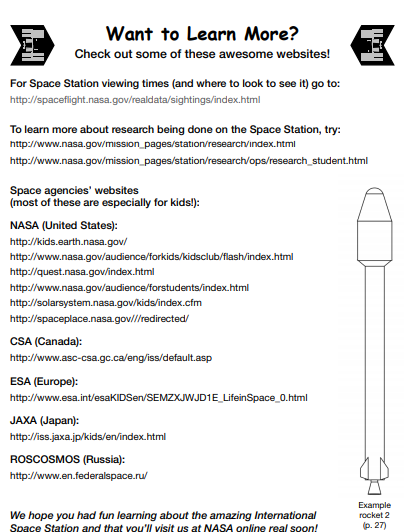 Want to Learn More?
Check out some of these awesome websites!
For Space Station viewing times (and where to look to see it) go to:
http://spaceflight.nasa.gov/realdata/sightings/index.html
To learn more about research being done on the Space Station, try:
http://www.nasa.gov/mission_pages/station/research/index.html
http://www.nasa.gov/mission_pages/station/research/ops/research_student.html
Space agencies' websites
(most of these are especially for kids!):
NASA (United States):
http://kids.earth.nasa.gov/
http://www.nasa.gov/audience/forkids/kidsclub/flash/index.html
http://quest.nasa.gov/index.html
http://www.nasa.gov/audience/forstudents/index.html
http://solarsystem.nasa.gov/kids/index.cfm
http://spaceplace.nasa.gov///redirected/
CSA (Canada):
http://www.asc-csa.gc.ca/eng/iss/default.asp
ESA (Europe):
http://www.esa.int/esaKIDSen/SEMZXJWJD1E_LifeinSpace_0.html
JAXA (Japan):
http://iss.jaxa.jp/kids/en/index.html
ROSCOSMOS (Russia):
http://www.en.federalspace.ru/
Example
rocket 2
(p. 27)
We hope you had fun learning about the amazing International
Space Station and that you'll visit us at NASA online real soon!